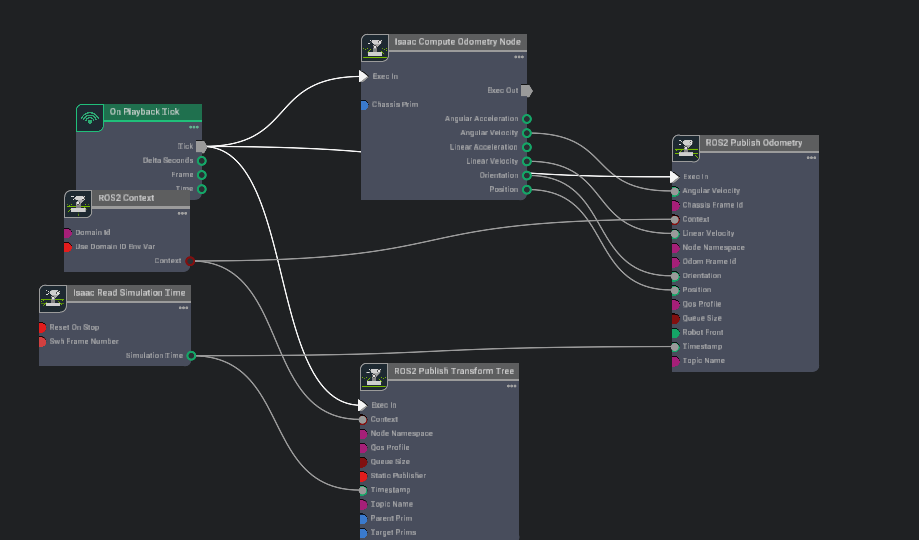 Isaac Compute Odometry Node
Exec In
Exec Out
Chassis Prim
Angular Acceleration
Angular Velocity
Linear Acceleration
Linear Velocity
Orientation
Position
On Playback Tick
Tick
Delta Seconds
Frame
Time
ROS2 Context
Domain Id
Use Domain ID Env Var
Context
Isaac Read Simulation Time
Reset On Stop
Swh Frame Number
Simulation Time
ROS2 Publish Odometry
Exec In
Angular Velocity
Chassis Frame Id
Context
Linear Velocity
Node Namespace
Odom Frame Id
Orientation
Position
Qos Profile
Queue Size
Robot Front
Timestamp
Topic Name
ROS2 Publish Transform Tree
Exec In
Context
Node Namespace
Qos Profile
Queue Size
Static Publisher
Timestamp
Topic Name
Parent Prim
Target Prims